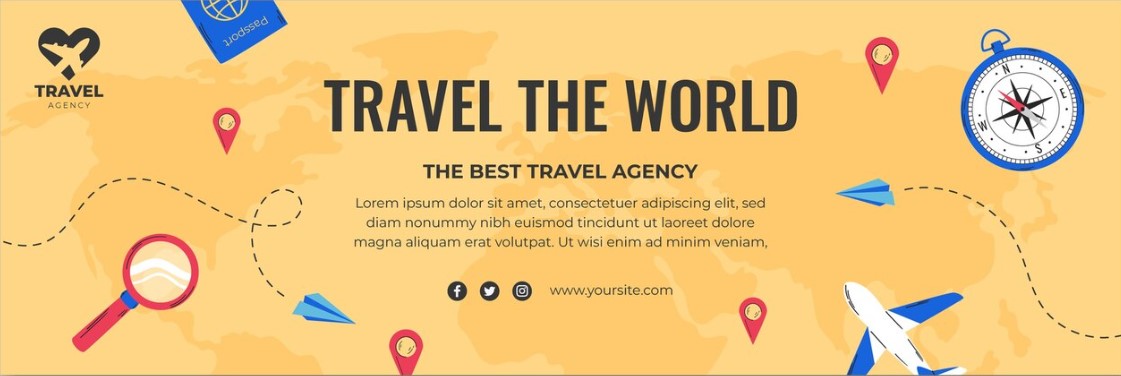 Passport
TRAVEL
AGENCY
TRAVEL THE WORLD
THE BEST TRAVEL AGENCY
Lorem ipsum dolor sit amet, consectetuer adipiscing elit, sed
diam nonummy nibh euismod tincidunt ut laoreet dolore
magna aliquam erat volutpat. Ut wisi enim ad minim veniam,
www.yoursite.com
N
E
W
S